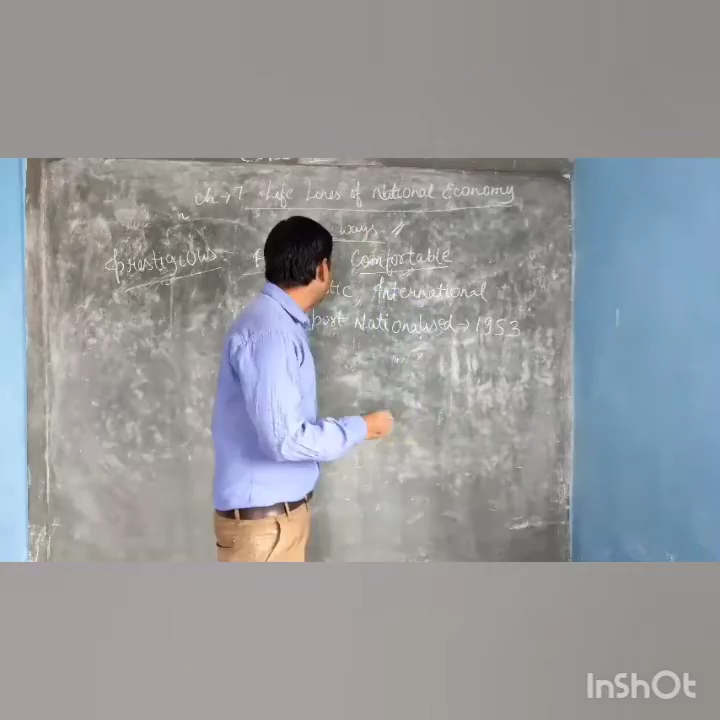 ch → 7 Life Lines of National Economy
ways "
Prestigious Comfortable
International
Nationalised → 1953
InShOt